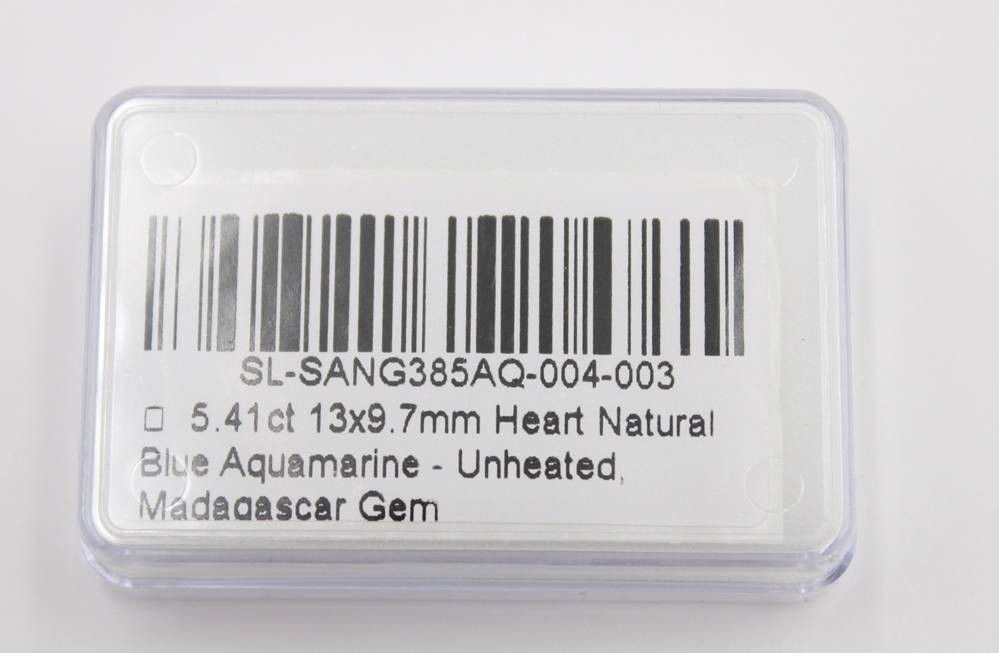 SL-SANG385AQ-004-003
□ 5.41ct 13x9.7mm Heart Natural
Blue Aquamarine - Unheated,
Madagascar Gem